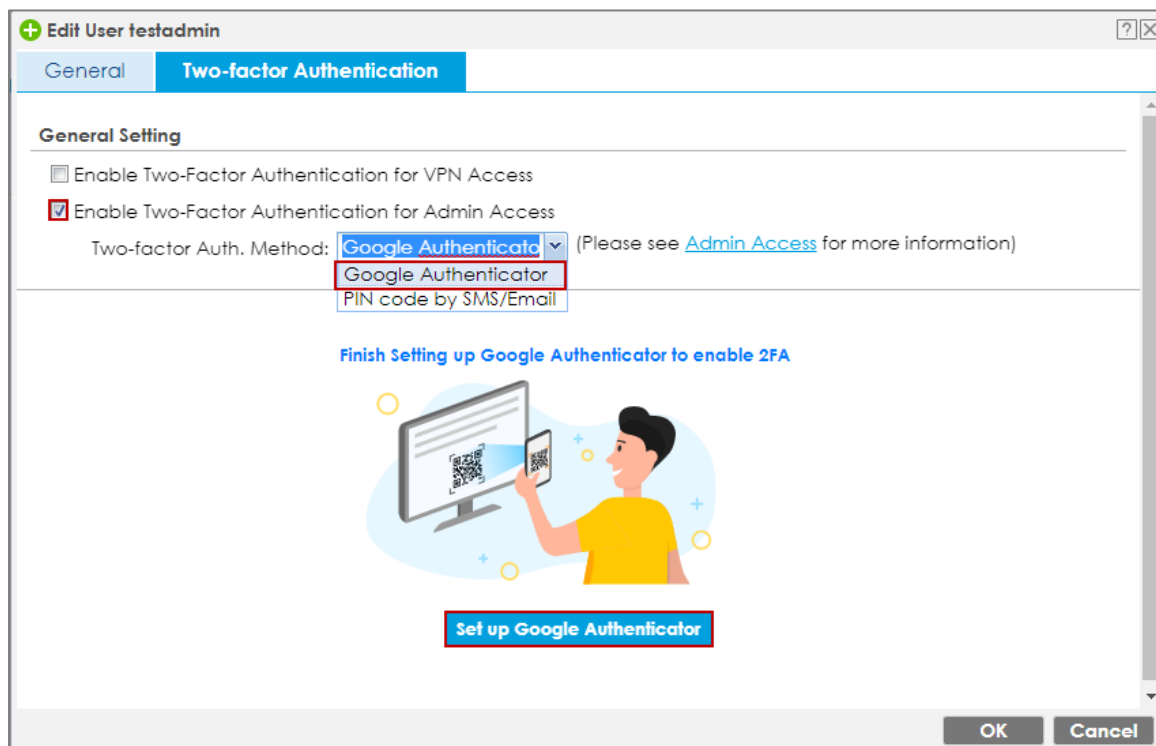 Edit User testadmin
General Two-factor Authentication
General Setting
Enable Two-Factor Authentication for VPN Access
Enable Two-Factor Authentication for Admin Access
Two-factor Auth. Method: Google Authenticato (Please see Admin Access for more information)
Google Authenticator
PIN code by SMS/Email
Finish Setting up Google Authenticator to enable 2FA
Set up Google Authenticator
OK Cancel